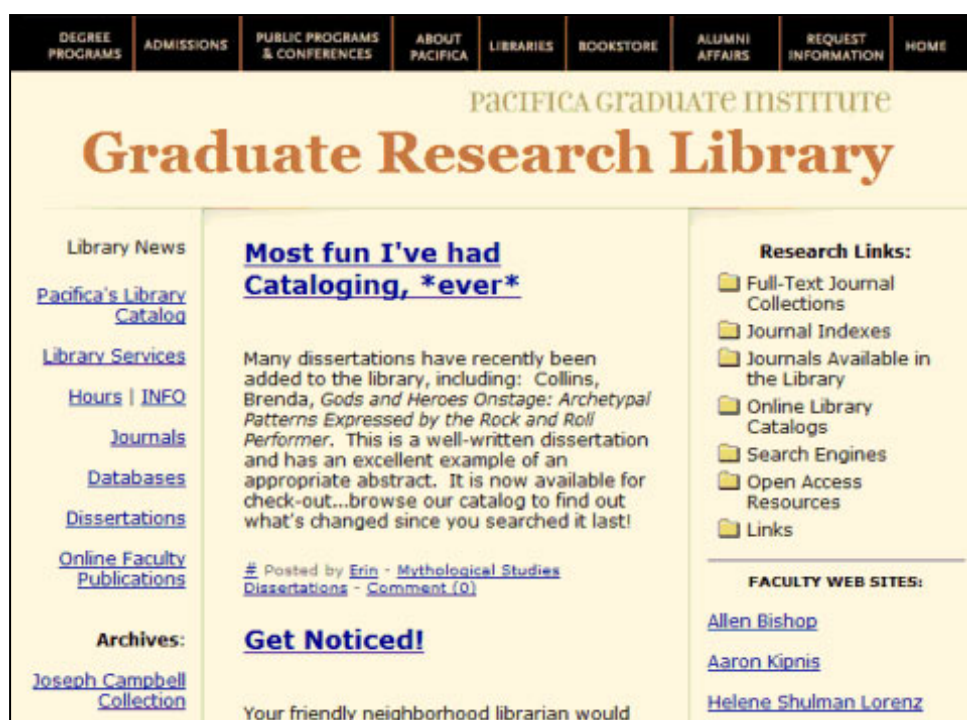 DEGREE PROGRAMS
ADMISSIONS
PUBLIC PROGRAMS & CONFERENCES
ABOUT PACIFICA
LIBRARIES
BOOKSTORE
ALUMNI AFFAIRS
REQUEST INFORMATION
HOME
PACIFICA GRADUATE INSTITUTE
Graduate Research Library
Library News
Pacifica's Library
Catalog
Library Services
Hours | INFO
Journals
Databases
Dissertations
Online Faculty
Publications
Archives:
Joseph Campbell
Collection
Most fun I've had
Cataloging, *ever*
Many dissertations have recently been
added to the library, including:  Collins,
Brenda, Gods and Heroes Onstage: Archetypal
Patterns Expressed by the Rock and Roll
Performer.  This is a well-written dissertation
and has an excellent example of an
appropriate abstract.  It is now available for
check-out...browse our catalog to find out
what's changed since you searched it last!
# Posted by Erin - Mythological Studies
Dissertations - Comment (0)
Get Noticed!
Your friendly neighborhood librarian would
Research Links:
Full-Text Journal
Collections
Journal Indexes
Journals Available in
the Library
Online Library
Catalogs
Search Engines
Open Access
Resources
Links
FACULTY WEB SITES:
Allen Bishop
Aaron Kipnis
Helene Shulman Lorenz